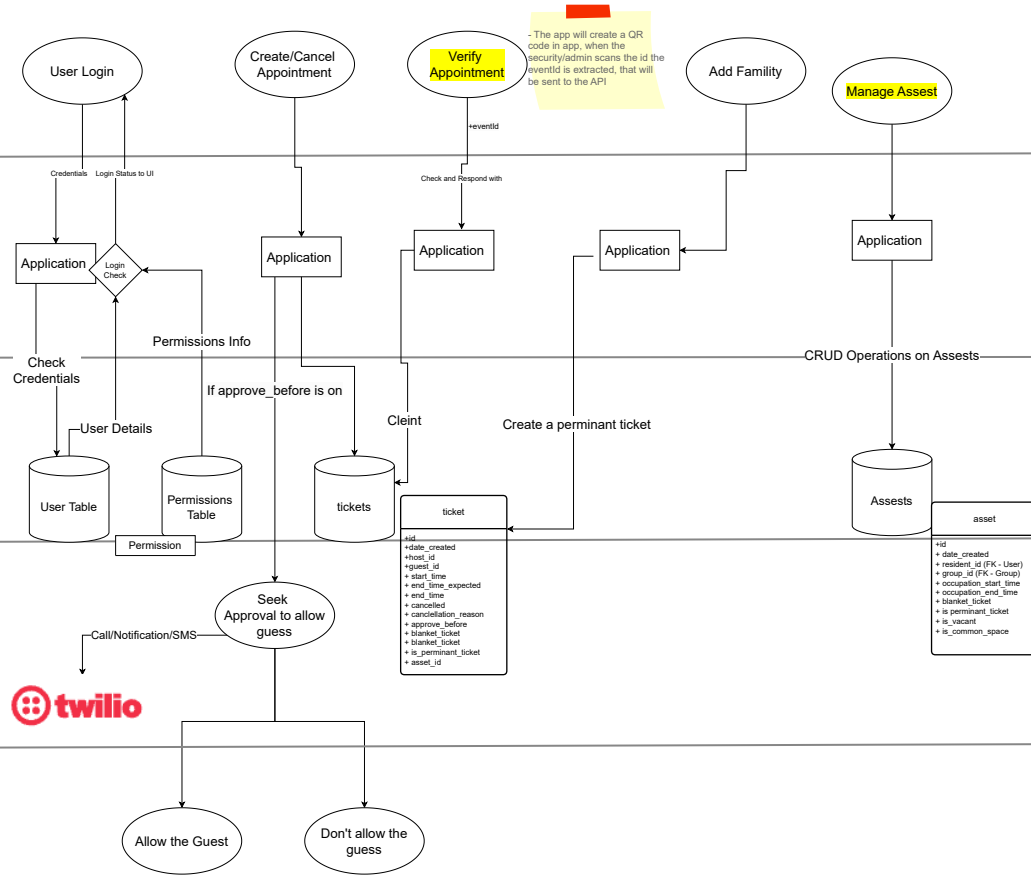 User Login
Create/Cancel
Appointment
Verify
Appointment
- The app will create a QR
code in app, when the
security/admin scans the id the
eventId is extracted, that will
be sent to the API
Add Famility
Manage Assest
+eventId
Credentials
Login Status to UI
Check and Respond with
Application
Login
Check
Application
Application
Application
Application
Permissions Info
Check
Credentials
If approve_before is on
CRUD Operations on Assests
User Details
Cleint
Create a perminant ticket
User Table
Permissions
Table
tickets
Assests
Permission
ticket
+id
+date_created
+host_id
+guest_id
+ start_time
+ end_time_expected
+ end_time
+ cancelled
+ canclellation_reason
+ approve_before
+ blanket_ticket
+ blanket_ticket
+ is_perminant_ticket
+ asset_id
asset
+id
+ date_created
+ resident_id (FK - User)
+ group_id (FK - Group)
+ occupation_start_time
+ occupation_end_time
+ blanket_ticket
+ is perminant_ticket
+ is_vacant
+ is_common_space
Seek
Approval to allow
guess
Call/Notification/SMS
twilio
Allow the Guest
Don't allow the
guess